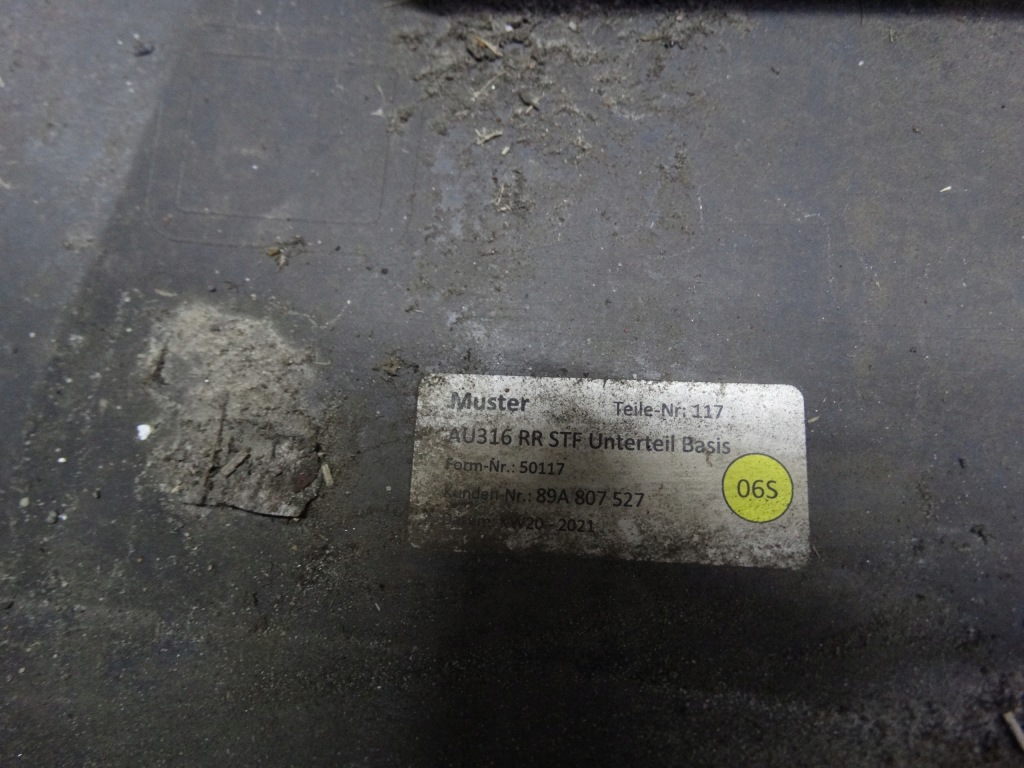 Muster Teile-Nr: 117
AU316 RR STF Unterteil Basis
Form-Nr.: 50117
Kunden-Nr.: 89A 807 527
06S
KW20 - 2021